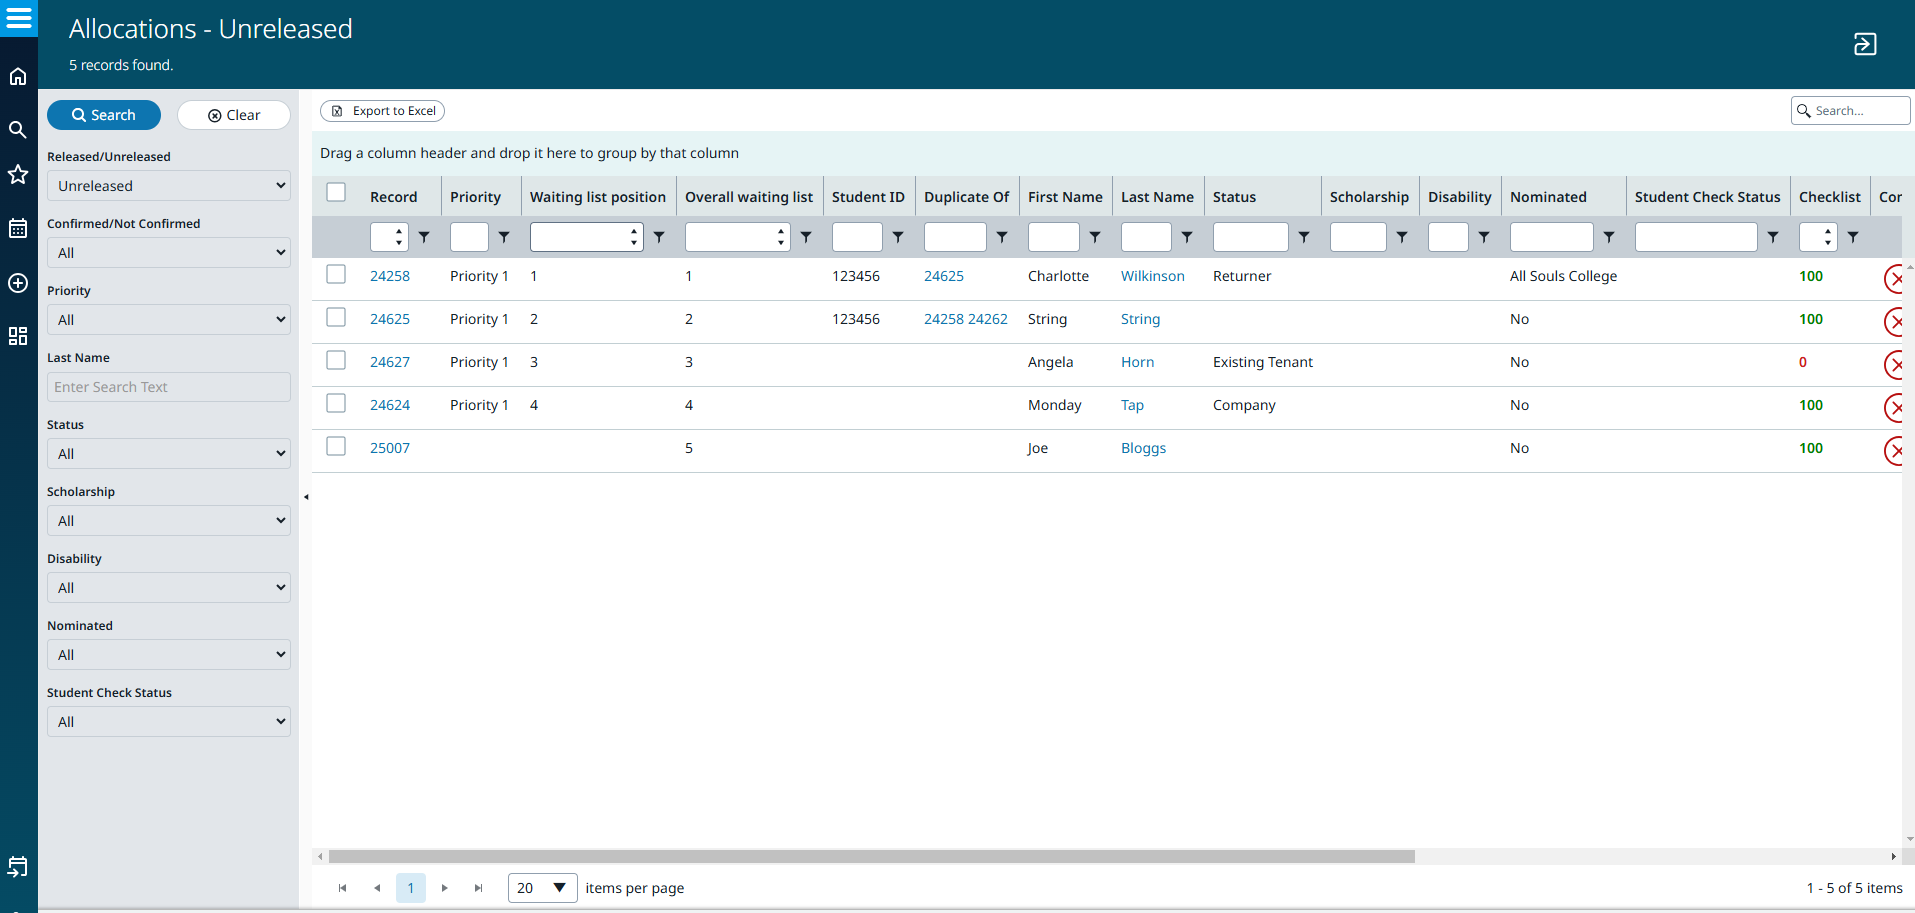 Allocations - Unreleased
5 records found.
Search
Clear
Released/Unreleased
Unreleased
Confirmed/Not Confirmed
All
Priority
All
Last Name
Enter Search Text
Status
All
Scholarship
All
Disability
All
Nominated
All
Student Check Status
All
Export to Excel
Search...
Drag a column header and drop it here to group by that column
Record Priority Waiting list position Overall waiting list Student ID Duplicate Of First Name Last Name Status Scholarship Disability Nominated Student Check Status Checklist Cor
24258 Priority 1 1 1 123456 24625 Charlotte Wilkinson Returner All Souls College 100
24625 Priority 1 2 2 123456 24258 24262 String String No 100
24627 Priority 1 3 3 Angela Horn Existing Tenant No 0
24624 Priority 1 4 4 Monday Tap Company No 100
25007 5 Joe Bloggs No 100
1 20 items per page 1 - 5 of 5 items